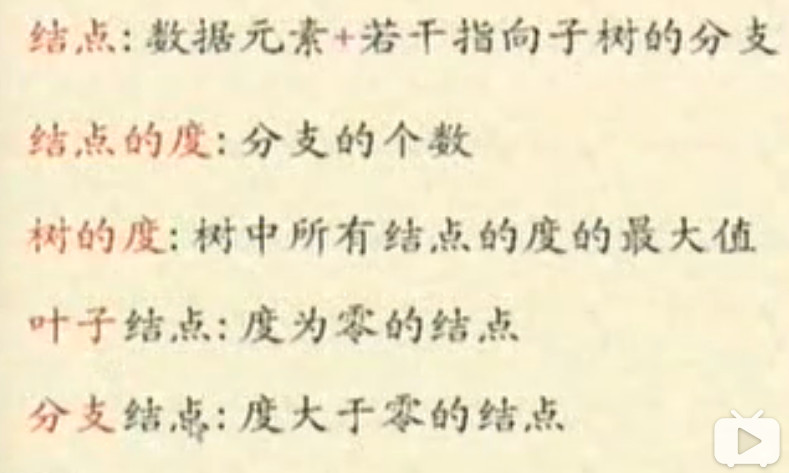 结点:数据元素+若干指向子树的分支
结点的度:分支的个数
树的度:树中所有结点的度的最大值
叶子结点:度为零的结点
分支结点:度大于零的结点